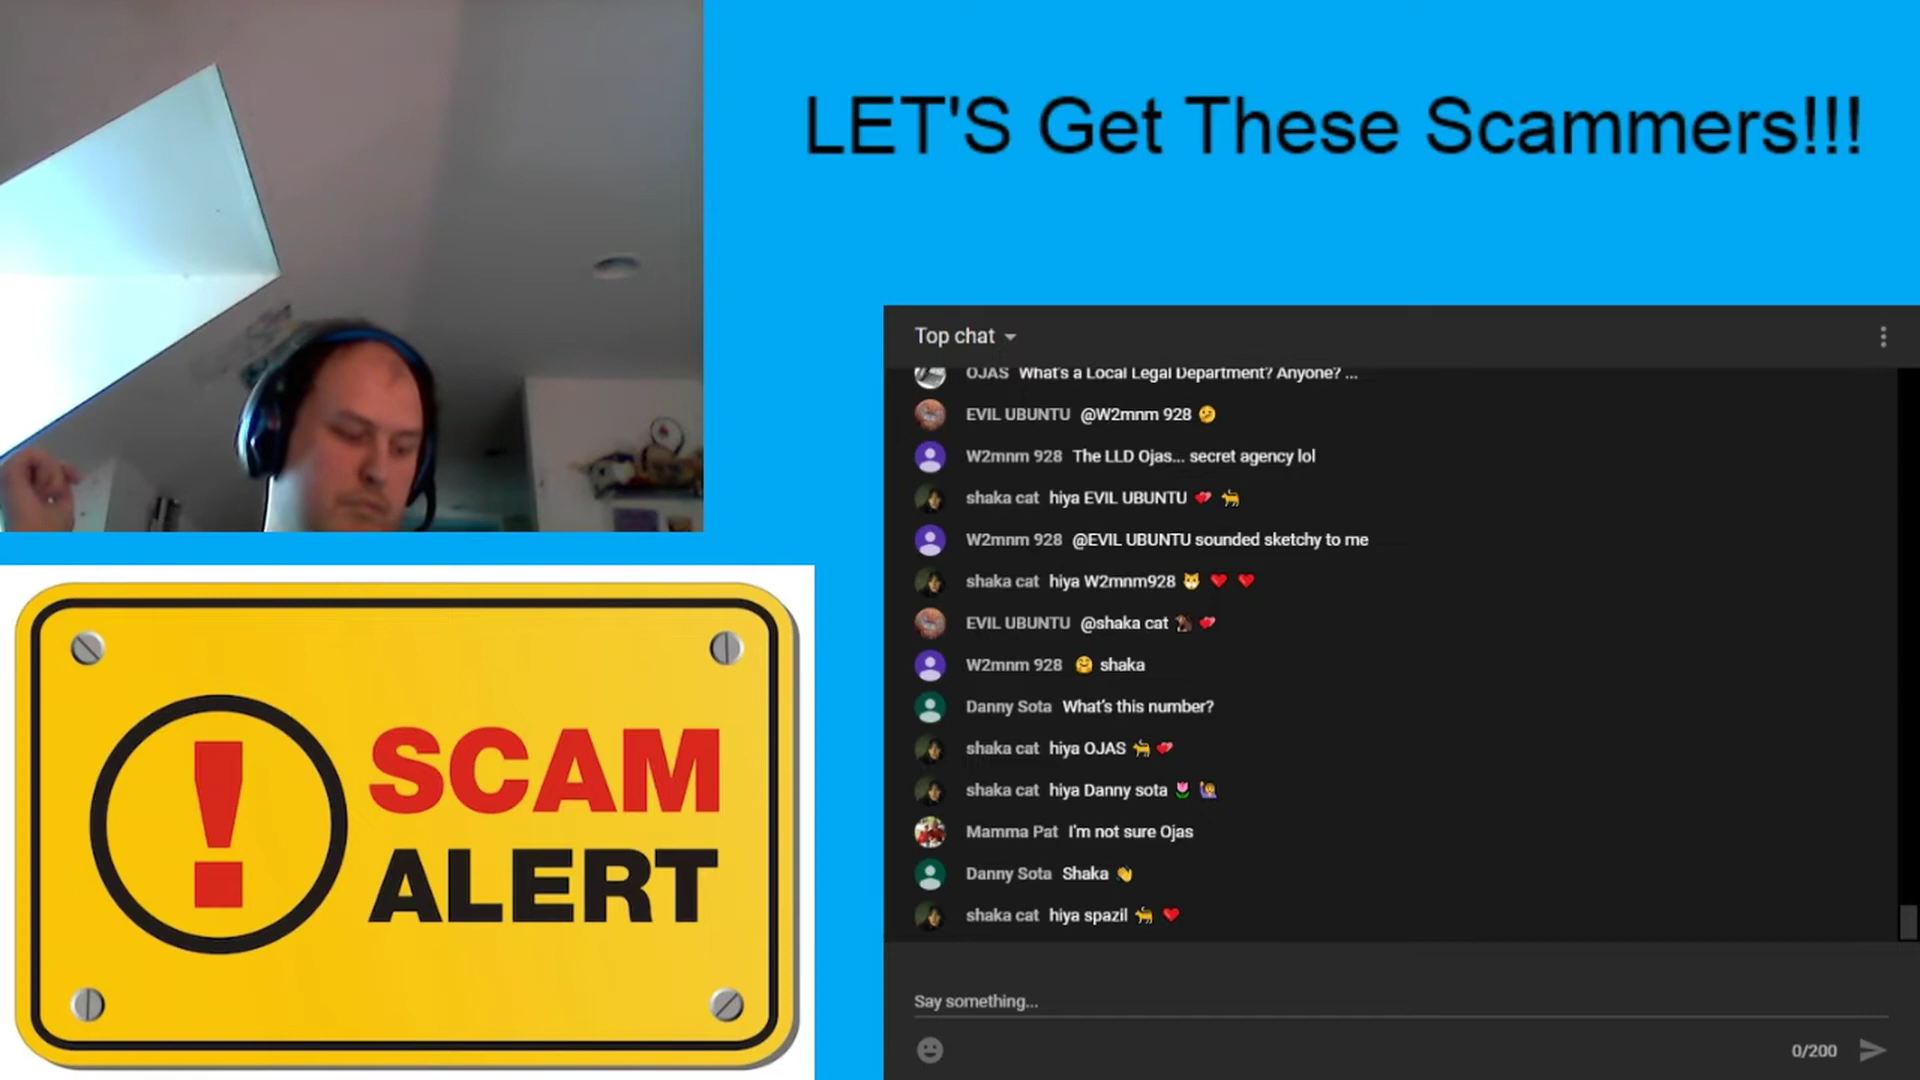 LET'S Get These Scammers!!!
Top chat
OJAS What's a Local Legal Department? Anyone? ...
EVIL UBUNTU @W2mnm 928 🤔
W2mnm 928 The LLD Ojas... secret agency lol
shaka cat hiya EVIL UBUNTU 💕 🐈
W2mnm 928 @EVIL UBUNTU sounded sketchy to me
shaka cat hiya W2mnm928 😺 ❤️ ❤️
EVIL UBUNTU @shaka cat 🐕 💕
W2mnm 928 🤗 shaka
Danny Sota What's this number?
shaka cat hiya OJAS 🐈 💕
shaka cat hiya Danny sota 🌷 🙋
Mamma Pat I'm not sure Ojas
Danny Sota Shaka 👋
shaka cat hiya spazil 🐈 ❤️
Say something...
0/200
! SCAM
ALERT